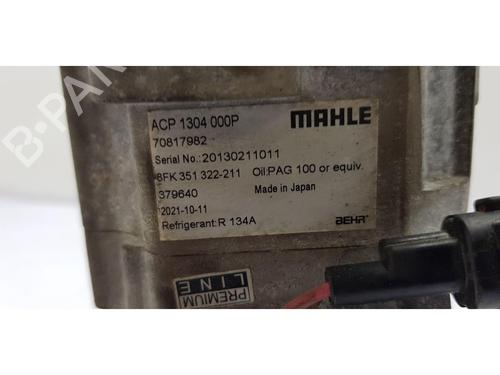 B-PAR
ACP 1304 000P
MAHLE
70817982
Serial No.:20130211011
8FK 351 322-211 Oil:PAG 100 or equiv.
379640
Made in Japan
2021-10-11
Refrigerant:R 134A
BEHR
PREMIUM
LINE